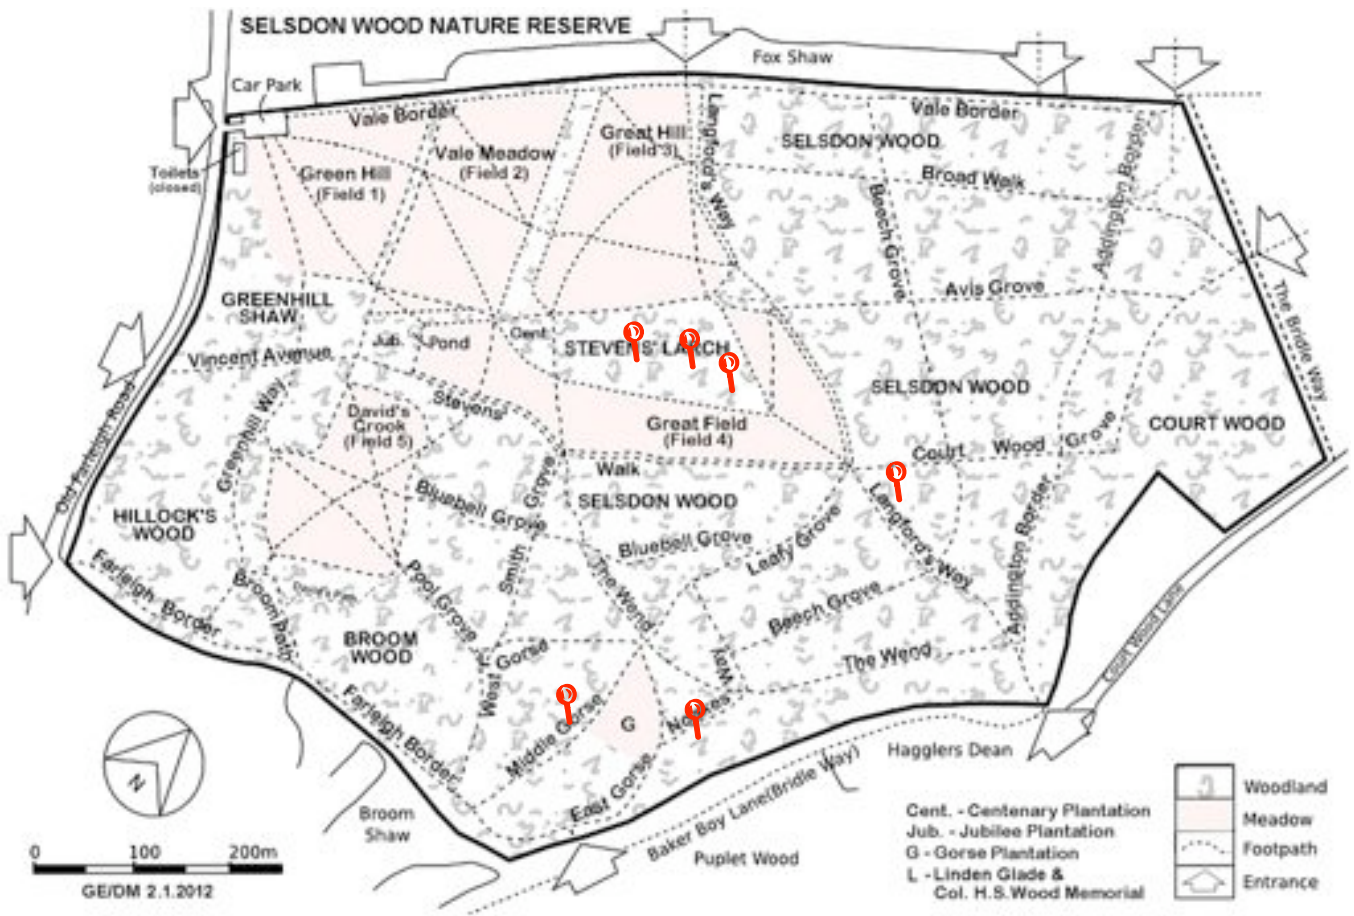 SELSDON WOOD NATURE RESERVE
Fox Shaw
Car Park
Vale Border
Vale Border
Toilets
(closed)
Green Hill
(Field 1)
Vale Meadow
(Field 2)
Great Hill
(Field 3)
Langford's Way
SELSDON WOOD
Broad Walk
Beech Grove
Addington Border
Avis Grove
The Bridle Way
GREENHILL
SHAW
Vincent Avenue
Jub.
Pond
Cent.
STEVENS' LARCH
SELSDON WOOD
COURT WOOD
Old Farleigh Road
Greenhill Way
David's
Crook
(Field 5)
Stevens'
Walk
Great Field
(Field 4)
Court Wood Grove
HILLOCK'S
WOOD
Bluebell Grove
Smith Grove
SELSDON WOOD
Bluebell Grove
Leafy Grove
Langford's Way
Addington Border
Farleigh Border
Broom Path
Pool Grove
The Wend
Beech Grove
The Wend
BROOM
WOOD
West Gorse
Middle Gorse
G
Nobles' Way
East Gorse
Farleigh Border
Court Wood Lane
Hagglers Dean
Baker Boy Lane(Bridle Way)
Puplet Wood
Broom
Shaw
N
0 100 200m
GE/DM 2.1.2012
Cent. - Centenary Plantation
Jub. - Jubilee Plantation
G - Gorse Plantation
L - Linden Glade &
Col. H.S.Wood Memorial
Woodland
Meadow
Footpath
Entrance